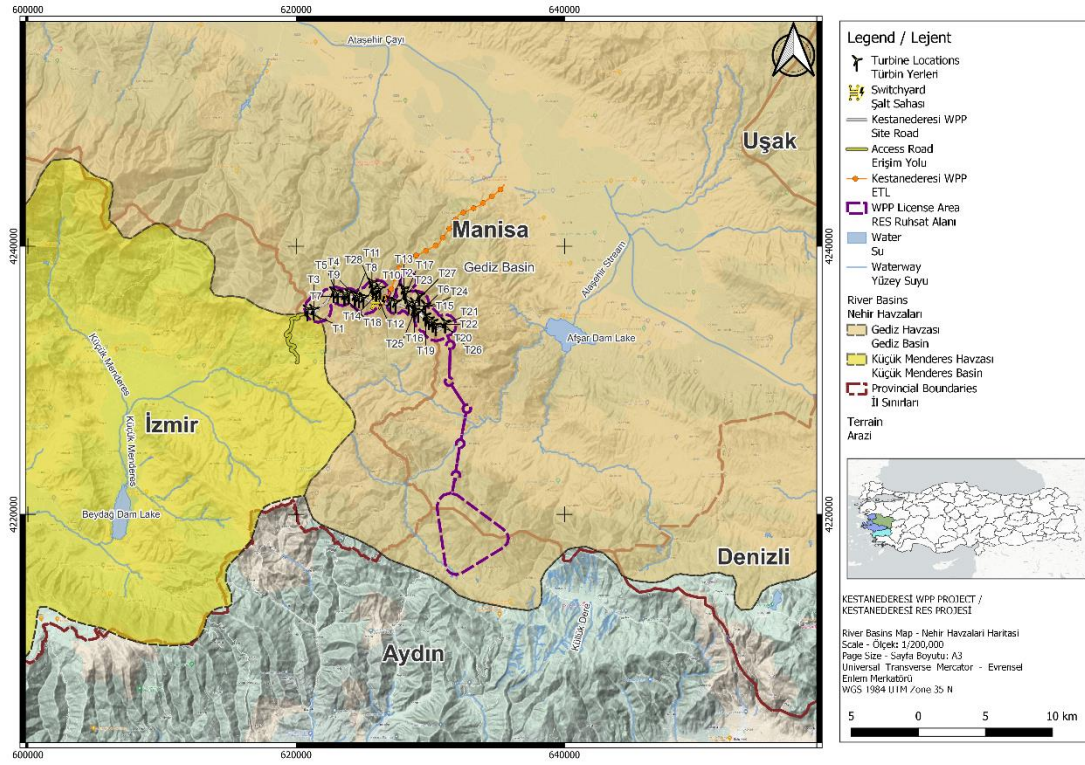 600000
620000
640000
Ataşehir Çayı
Uşak
4240000
4240000
Manisa
Gediz Basin
Alaşehir Stream
T11
T4
T5
T28
T8
T13
T17
T3
T9
T10
T2
T23
T27
T7
T6
T24
T15
T21
T14
T1
T18
T12
T22
T25
T16
T20
T19
T26
Afşar Dam Lake
Küçük Menderes
Küçük Menderes
İzmir
Beydağ Dam Lake
4220000
4220000
Denizli
Aydın
Küllük Dere
600000
620000
640000
Legend / Lejent
Turbine Locations
Türbin Yerleri
Switchyard
Şalt Sahası
Kestanederesi WPP
Site Road
Access Road
Erişim Yolu
Kestanederesi WPP
ETL
WPP License Area
RES Ruhsat Alanı
Water
Su
Waterway
Yüzey Suyu
River Basins
Nehir Havzaları
Gediz Havzası
Gediz Basin
Küçük Menderes Havzası
Küçük Menderes Basin
Provincial Boundaries
İl Sınırları
Terrain
Arazi
KESTANEDERESİ WPP PROJECT /
KESTANEDERESİ RES PROJESİ
River Basins Map - Nehir Havzaları Haritası
Scale - Ölçek: 1/200,000
Page Size - Sayfa Boyutu: A3
Universal Transverse Mercator - Evrensel
Enlem Merkatörü
WGS 1984 UTM Zone 35 N
5 0 5 10 km